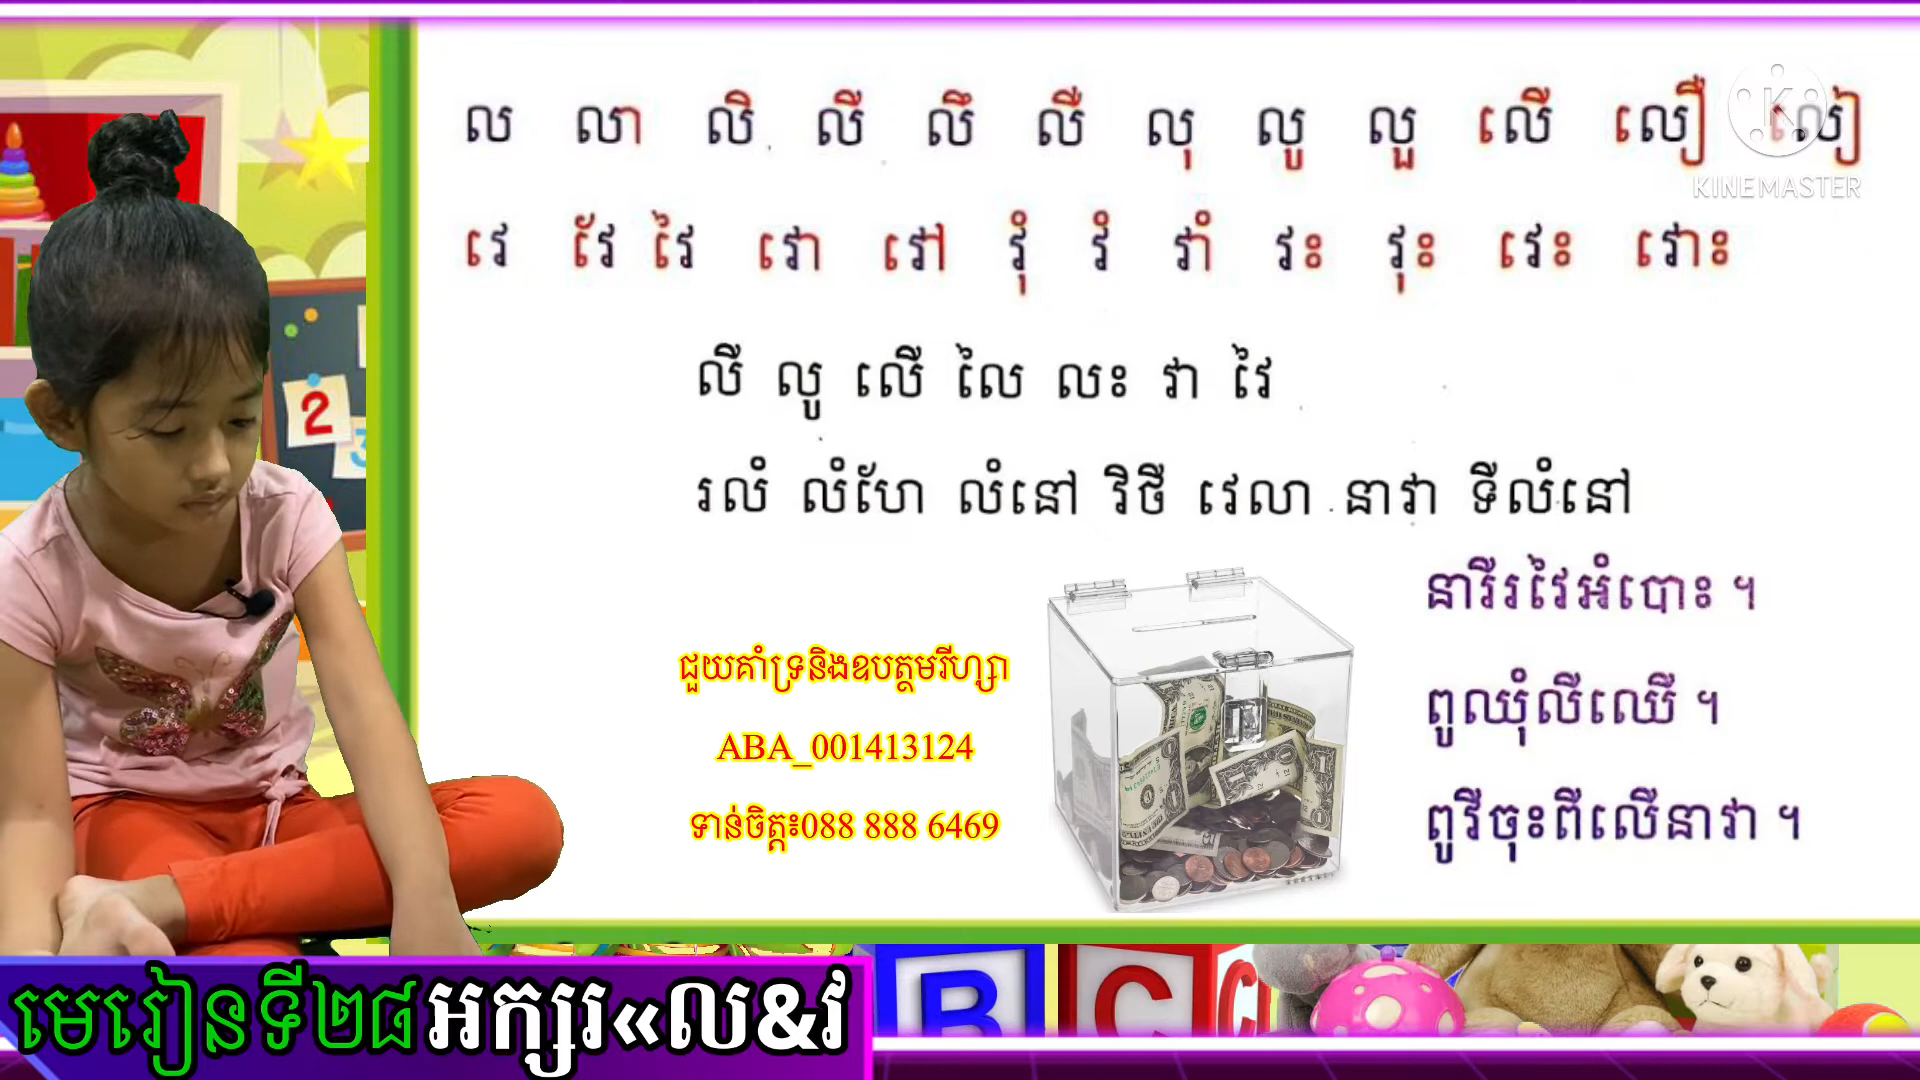 ល លា លិ លី លឹ លឺ លុ លូ លួ លើ លឿ លៀ
KINEMASTER
វេ វែ វៃ វោ វៅ វុំ វំ វាំ វះ វុះ វេះ វោះ
លី លូ លើ លៃ លះ វា វៃ
រលំ លំហែ លំនៅ វិថី វេលា នាវា ទីលំនៅ
នារីរវៃអំបោះ ។
ពូឈុំលីឈើ ។
ពូវីចុះពីលើនាវា ។
ជួយគាំទ្រនិងឧបត្ថមរីហ្សា
ABA_001413124
ទាន់ចិត្ត៖088 888 6469
មេរៀនទី២៨អក្សរ«ល&វ
B C C
2 3